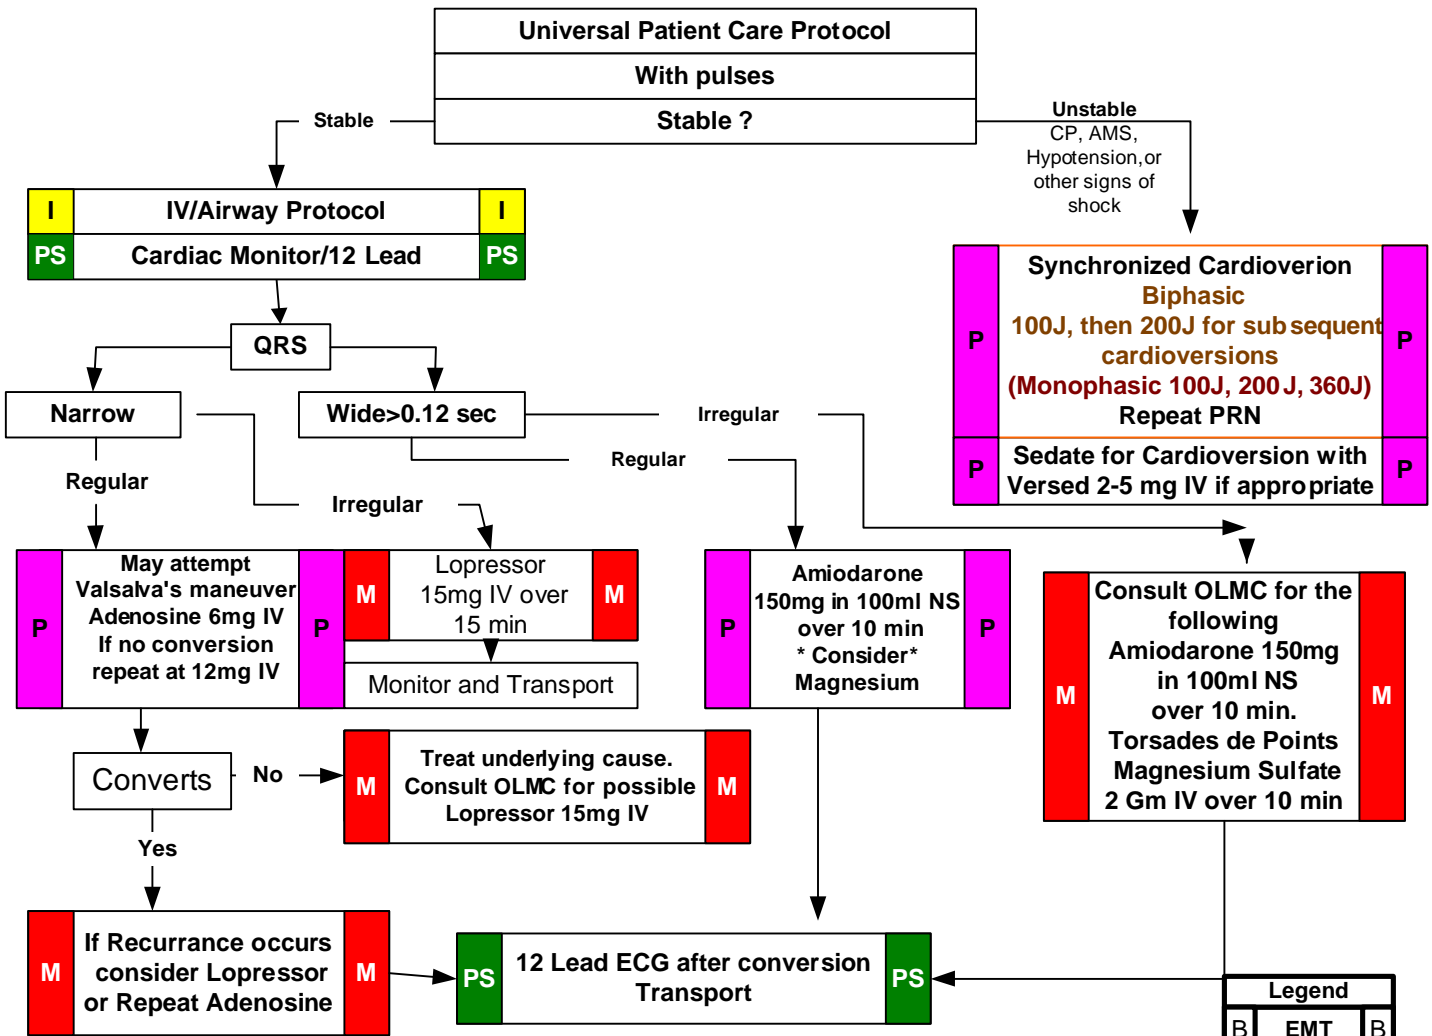 Universal Patient Care Protocol
With pulses
Stable ?
Stable
Unstable
CP, AMS,
Hypotension,or
other signs of
shock
I IV/Airway Protocol I
PS Cardiac Monitor/12 Lead PS
P
Synchronized Cardioverion
Biphasic
100J, then 200J for subsequent
cardioversions
(Monophasic 100J, 200J, 360J)
Repeat PRN
P
P
Sedate for Cardioversion with
Versed 2-5 mg IV if appropriate
P
QRS
Narrow
Wide>0.12 sec
Irregular
Regular
Regular
Irregular
P
May attempt
Valsalva's maneuver
Adenosine 6mg IV
If no conversion
repeat at 12mg IV
P
M
Lopressor
15mg IV over
15 min
M
Monitor and Transport
P
Amiodarone
150mg in 100ml NS
over 10 min
* Consider*
Magnesium
P
M
Consult OLMC for the
following
Amiodarone 150mg
in 100ml NS
over 10 min.
Torsades de Points
Magnesium Sulfate
2 Gm IV over 10 min
M
Converts
No
M
Treat underlying cause.
Consult OLMC for possible
Lopressor 15mg IV
M
Yes
M
If Recurrance occurs
consider Lopressor
or Repeat Adenosine
M
PS
12 Lead ECG after conversion
Transport
PS
Legend
B EMT B